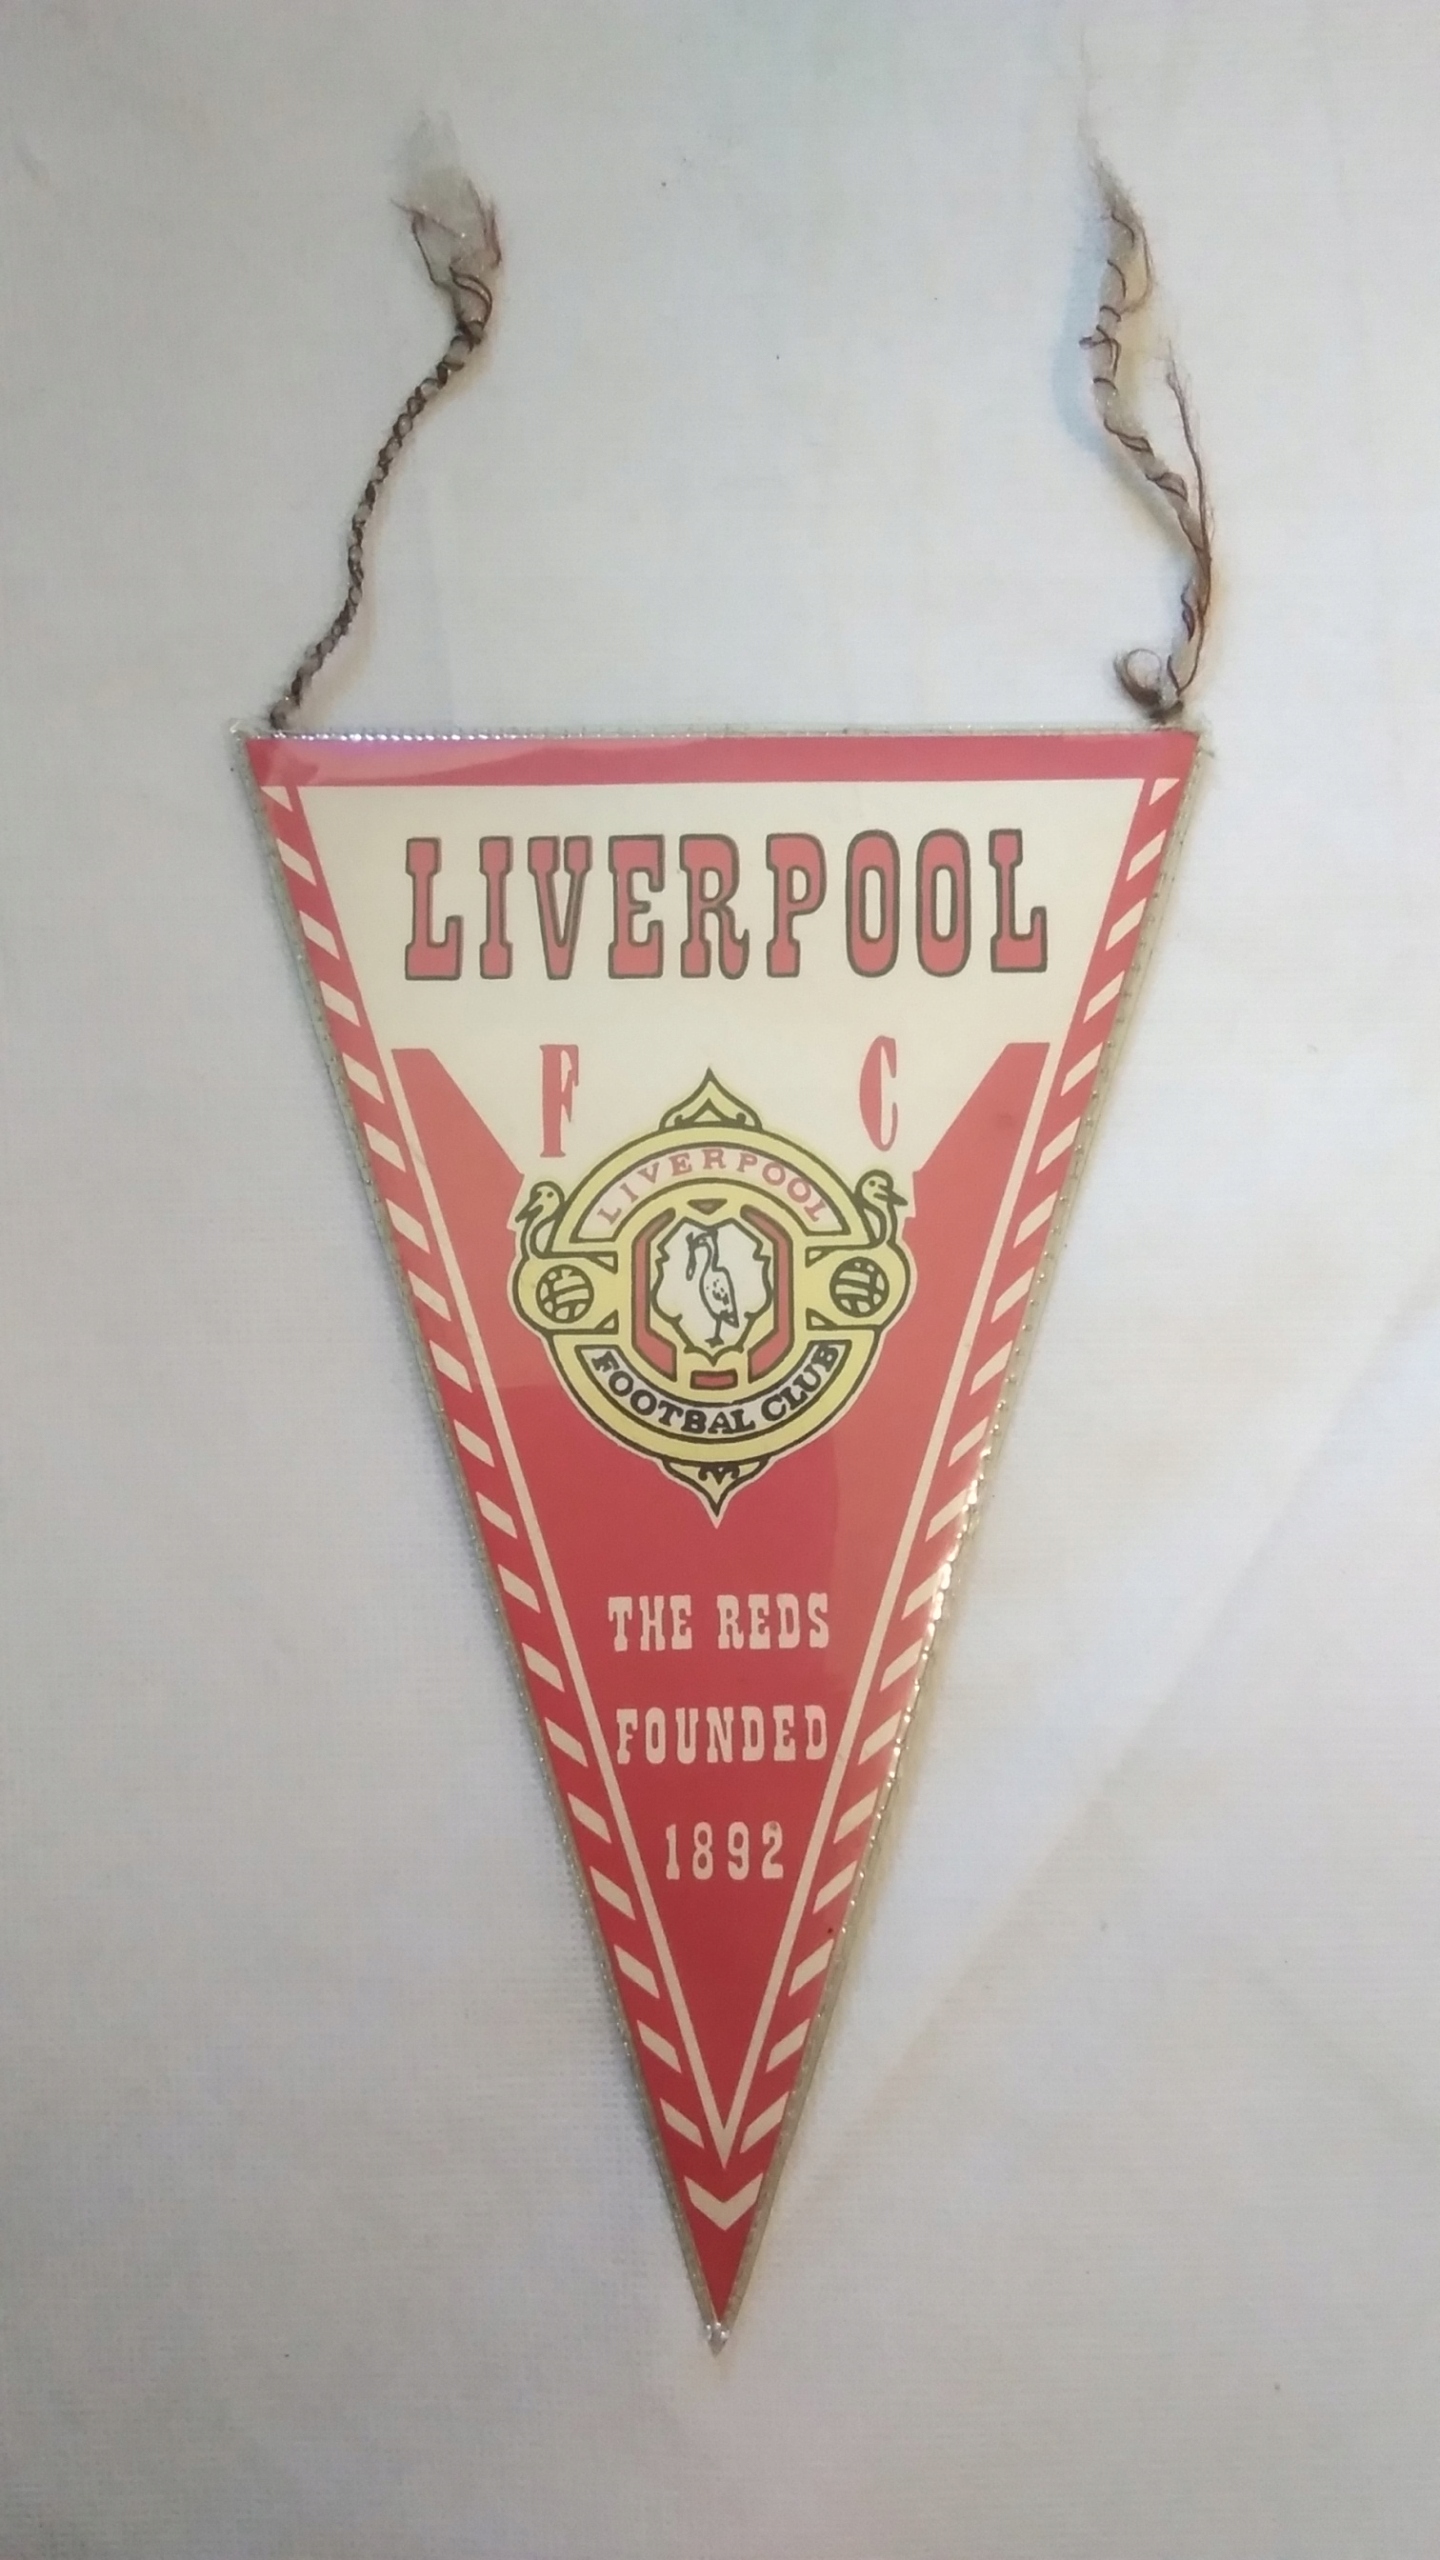 LIVERPOOL
F C
LIVERPOOL
FOOTBAL CLUB
THE REDS
FOUNDED
1892